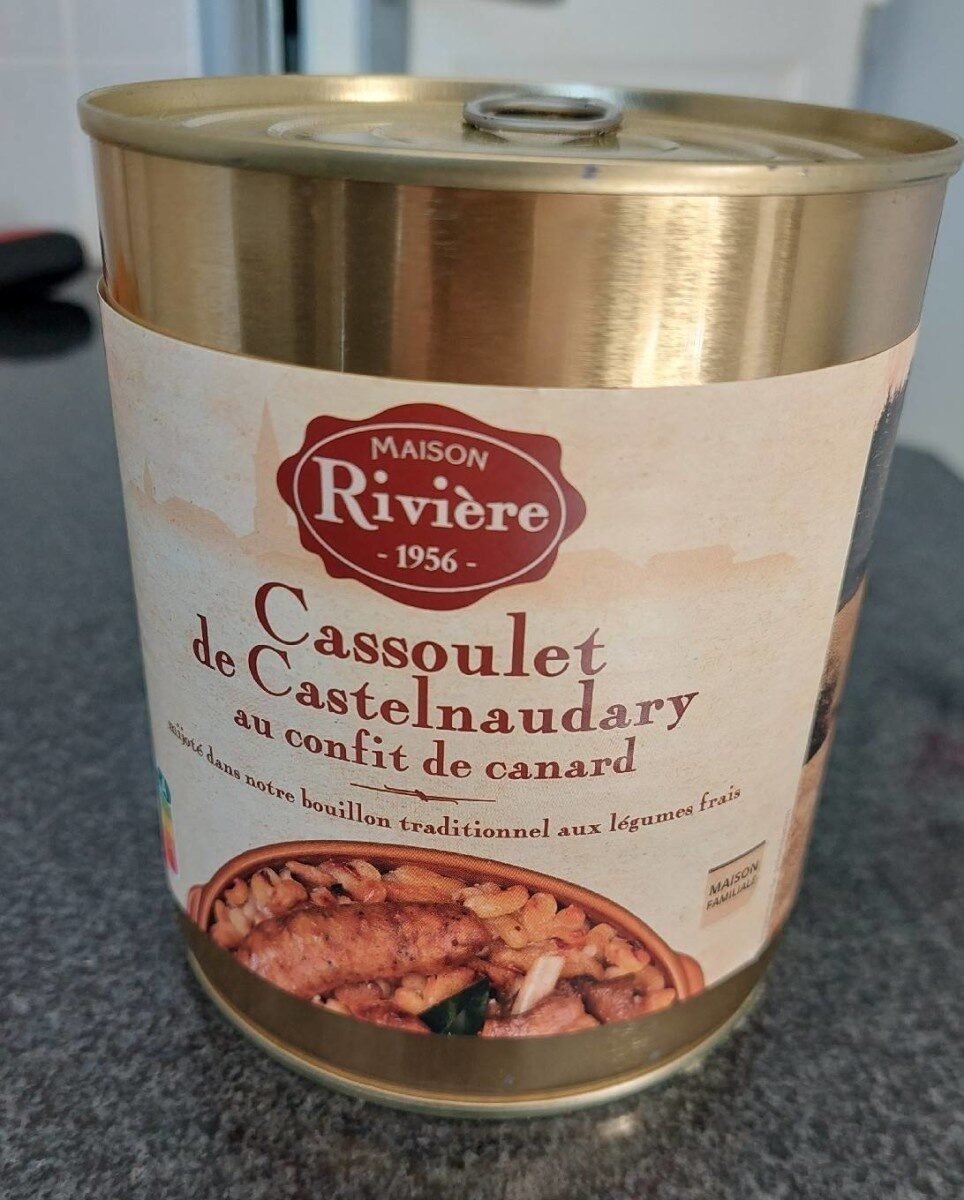 MAISON
Rivière
- 1956 -
Cassoulet
de Castelnaudary
au confit de canard
mijoté dans notre bouillon traditionnel aux légumes frais
MAISON
FAMILIALE